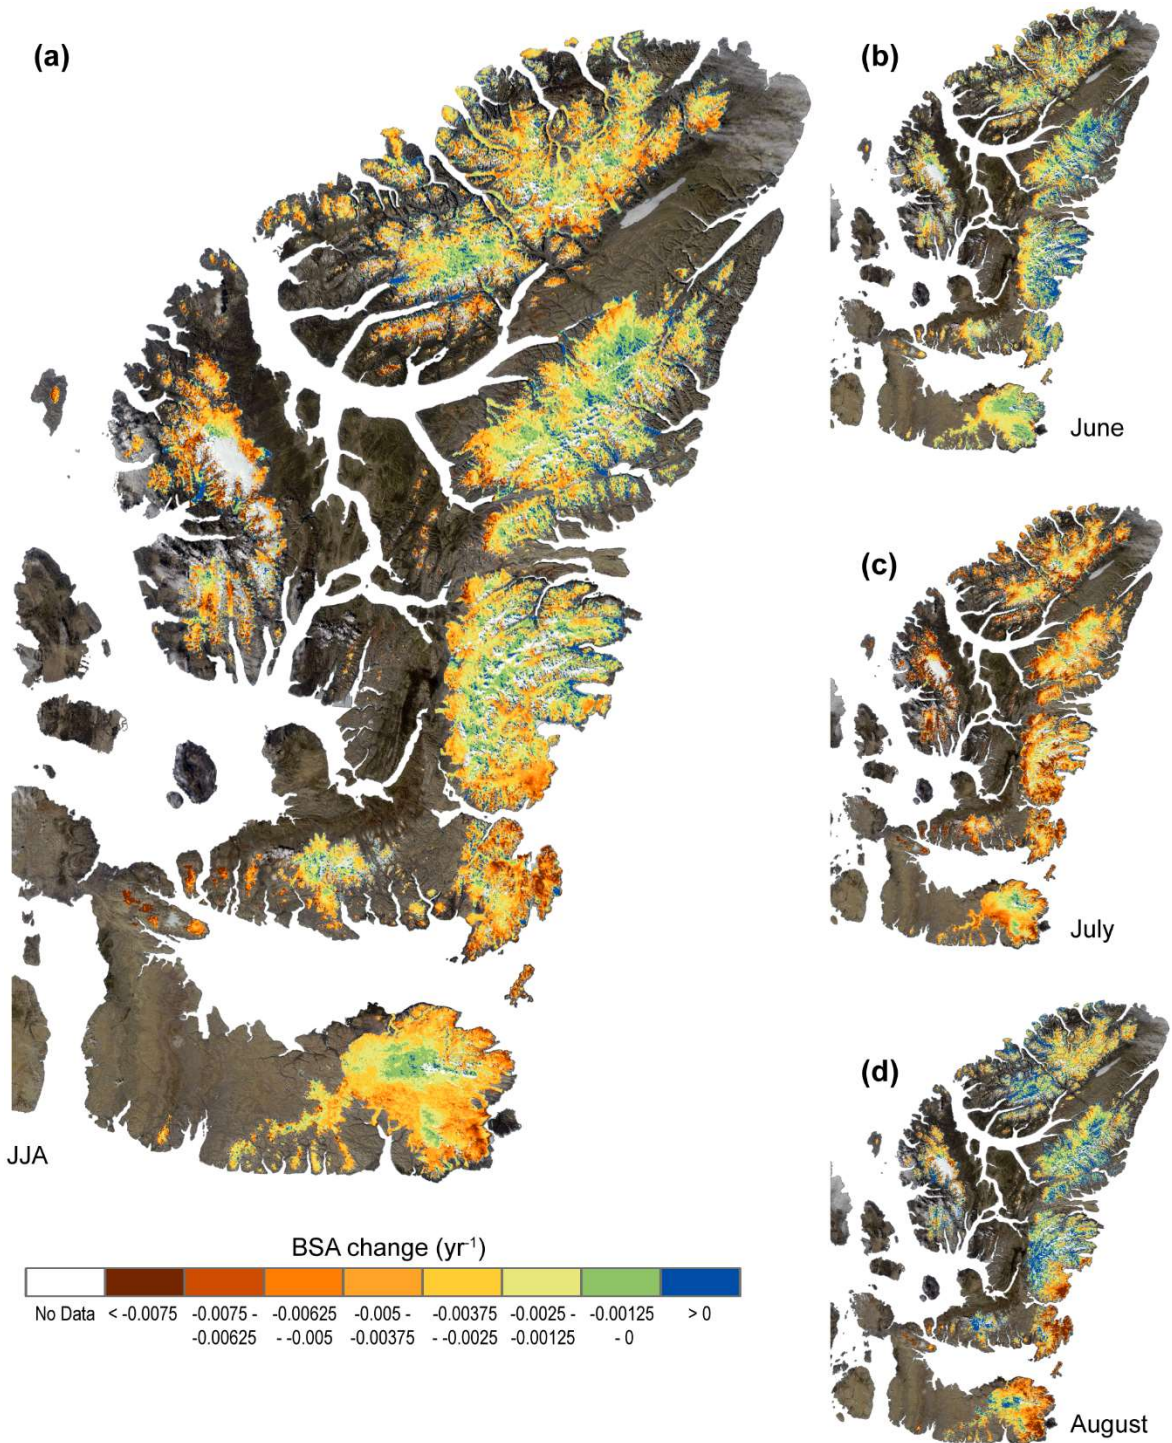 (a)
(b)
June
(c)
July
(d)
August
JJA
BSA change (yr⁻¹)
No Data < -0.0075 -0.0075 - -0.00625 -0.005 - -0.00375 -0.0025 - -0.00125 > 0
-0.00625 - -0.005 -0.00375 - -0.0025 -0.00125 - 0